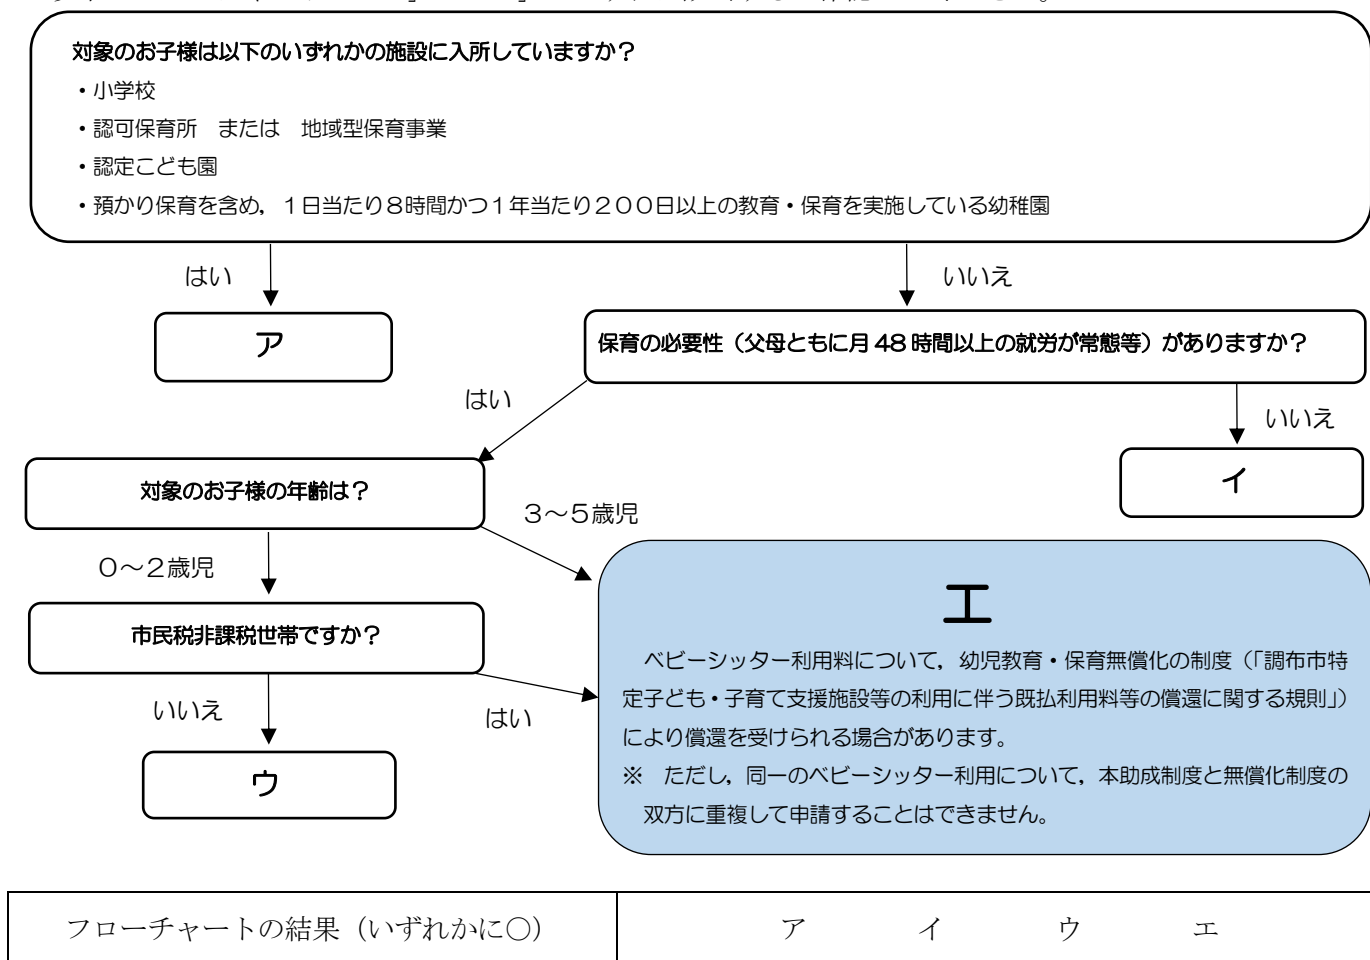 対象のお子様は以下のいずれかの施設に入所していますか？
・小学校
・認可保育所　または　地域型保育事業
・認定こども園
・預かり保育を含め，１日当たり８時間かつ１年当たり２００日以上の教育・保育を実施している幼稚園
はい
いいえ
ア
保育の必要性（父母ともに月 48 時間以上の就労が常態等）がありますか？
はい
いいえ
イ
対象のお子様の年齢は？
３～５歳児
０～２歳児
市民税非課税世帯ですか？
いいえ
はい
ウ
エ
ベビーシッター利用料について，幼児教育・保育無償化の制度（「調布市特
定子ども・子育て支援施設等の利用に伴う既払利用料等の償還に関する規則」）
により償還を受けられる場合があります。
※　ただし，同一のベビーシッター利用について，本助成制度と無償化制度の
双方に重複して申請することはできません。
フローチャートの結果（いずれかに○）
ア　イ　ウ　エ